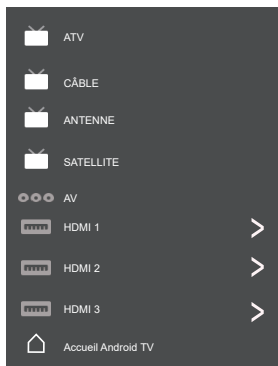 ATV
CÂBLE
ANTENNE
SATELLITE
AV
HDMI 1
HDMI 2
HDMI 3
Accueil Android TV